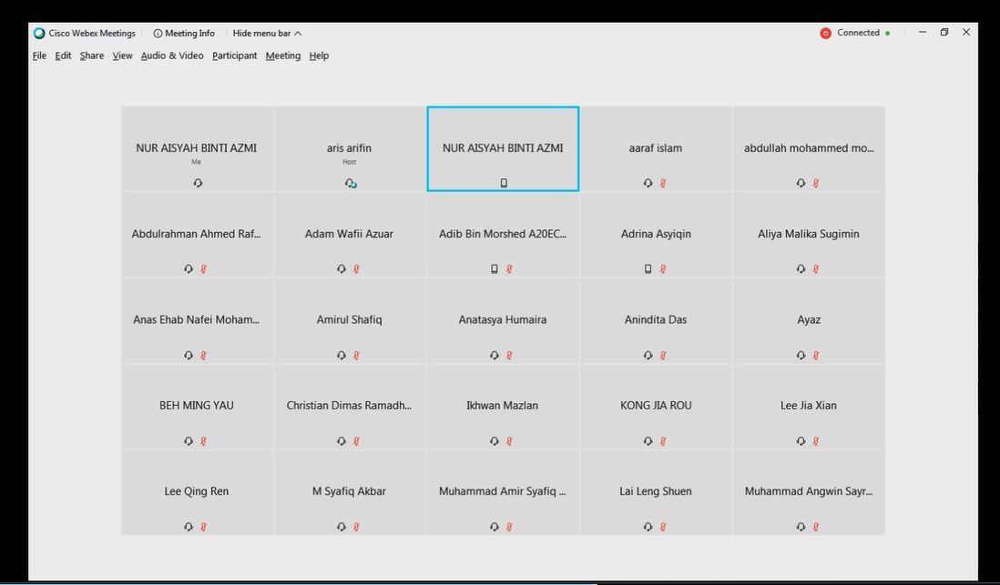 Cisco Webex Meetings Meeting Info Hide menu bar Connected
File Edit Share View Audio & Video Participant Meeting Help
NUR AISYAH BINTI AZMI
Me
aris arifin
Host
NUR AISYAH BINTI AZMI
aaraf islam
abdullah mohammed mo...
Abdulrahman Ahmed Raf...
Adam Wafii Azuar
Adib Bin Morshed A20EC...
Adrina Asyiqin
Aliya Malika Sugimin
Anas Ehab Nafei Moham...
Amirul Shafiq
Anatasya Humaira
Anindita Das
Ayaz
BEH MING YAU
Christian Dimas Ramadh...
Ikhwan Mazlan
KONG JIA ROU
Lee Jia Xian
Lee Qing Ren
M Syafiq Akbar
Muhammad Amir Syafiq ...
Lai Leng Shuen
Muhammad Angwin Sayr...